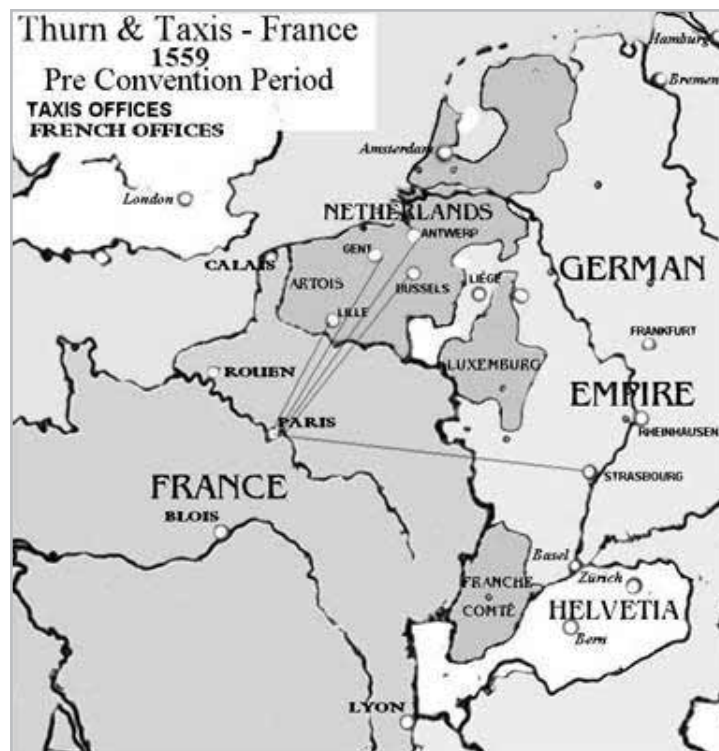 Thurn & Taxis - France
1559
Pre Convention Period
TAXIS OFFICES
FRENCH OFFICES
Hamburg
Bremen
Amsterdam
London
NETHERLANDS
ANTWERP
GENT
CALAIS
GERMAN
ARTOIS
BUSSELS
LIÉGE
LILLE
FRANKFURT
LUXEMBURG
ROUEN
EMPIRE
PARIS
RHEINHAUSEN
STRASBOURG
FRANCE
BLOIS
Basel
Zürich
FRANCHE
COMTÉ
HELVETIA
Bern
LYON